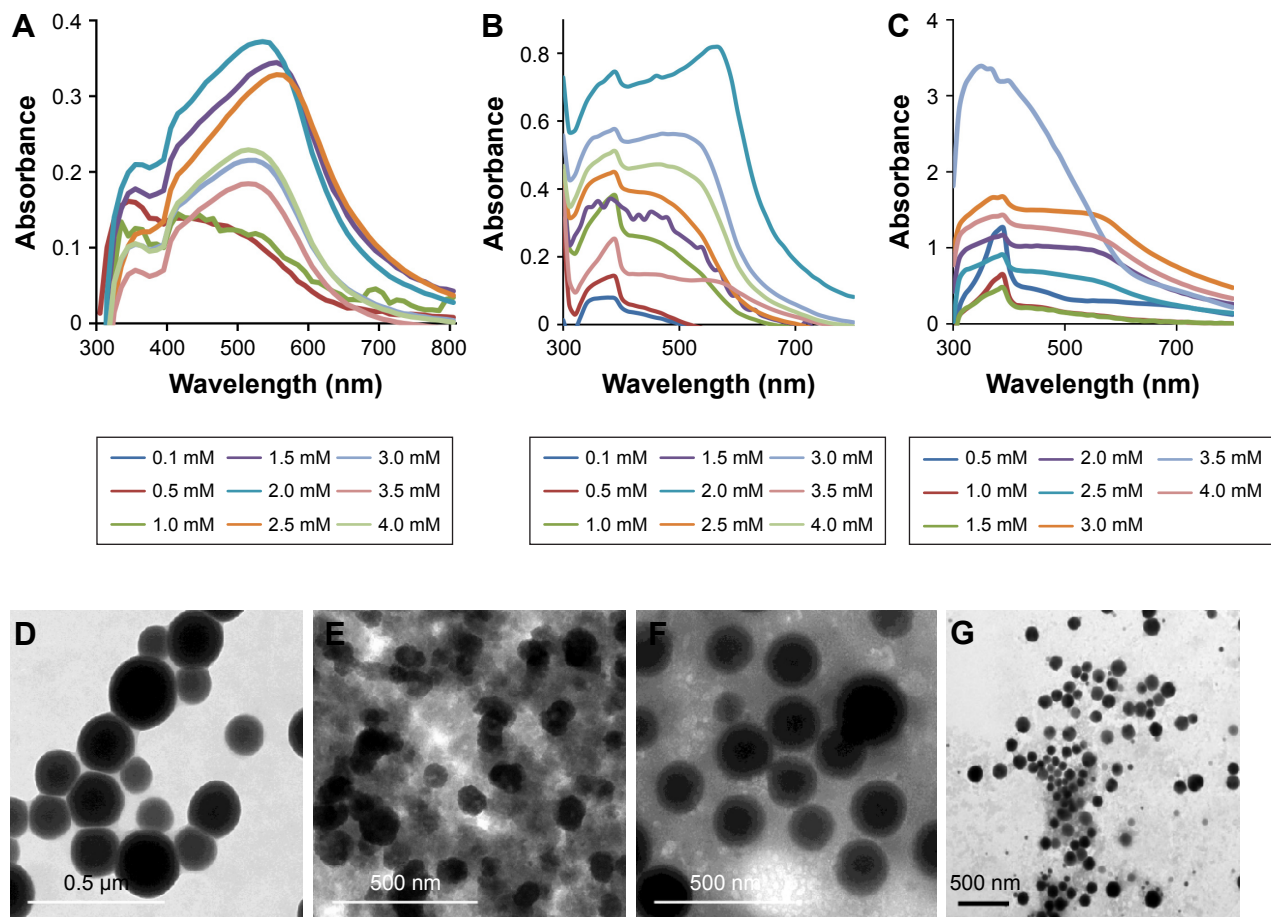 A
Absorbance
0.4
0.3
0.2
0.1
0
300 400 500 600 700 800
Wavelength (nm)
B
Absorbance
0.8
0.6
0.4
0.2
0
300 500 700
Wavelength (nm)
C
Absorbance
4
3
2
1
0
300 500 700
Wavelength (nm)
0.1 mM 1.5 mM 3.0 mM
0.5 mM 2.0 mM 3.5 mM
1.0 mM 2.5 mM 4.0 mM
0.1 mM 1.5 mM 3.0 mM
0.5 mM 2.0 mM 3.5 mM
1.0 mM 2.5 mM 4.0 mM
0.5 mM 2.0 mM 3.5 mM
1.0 mM 2.5 mM 4.0 mM
1.5 mM 3.0 mM
D
0.5 µm
E
500 nm
F
500 nm
G
500 nm